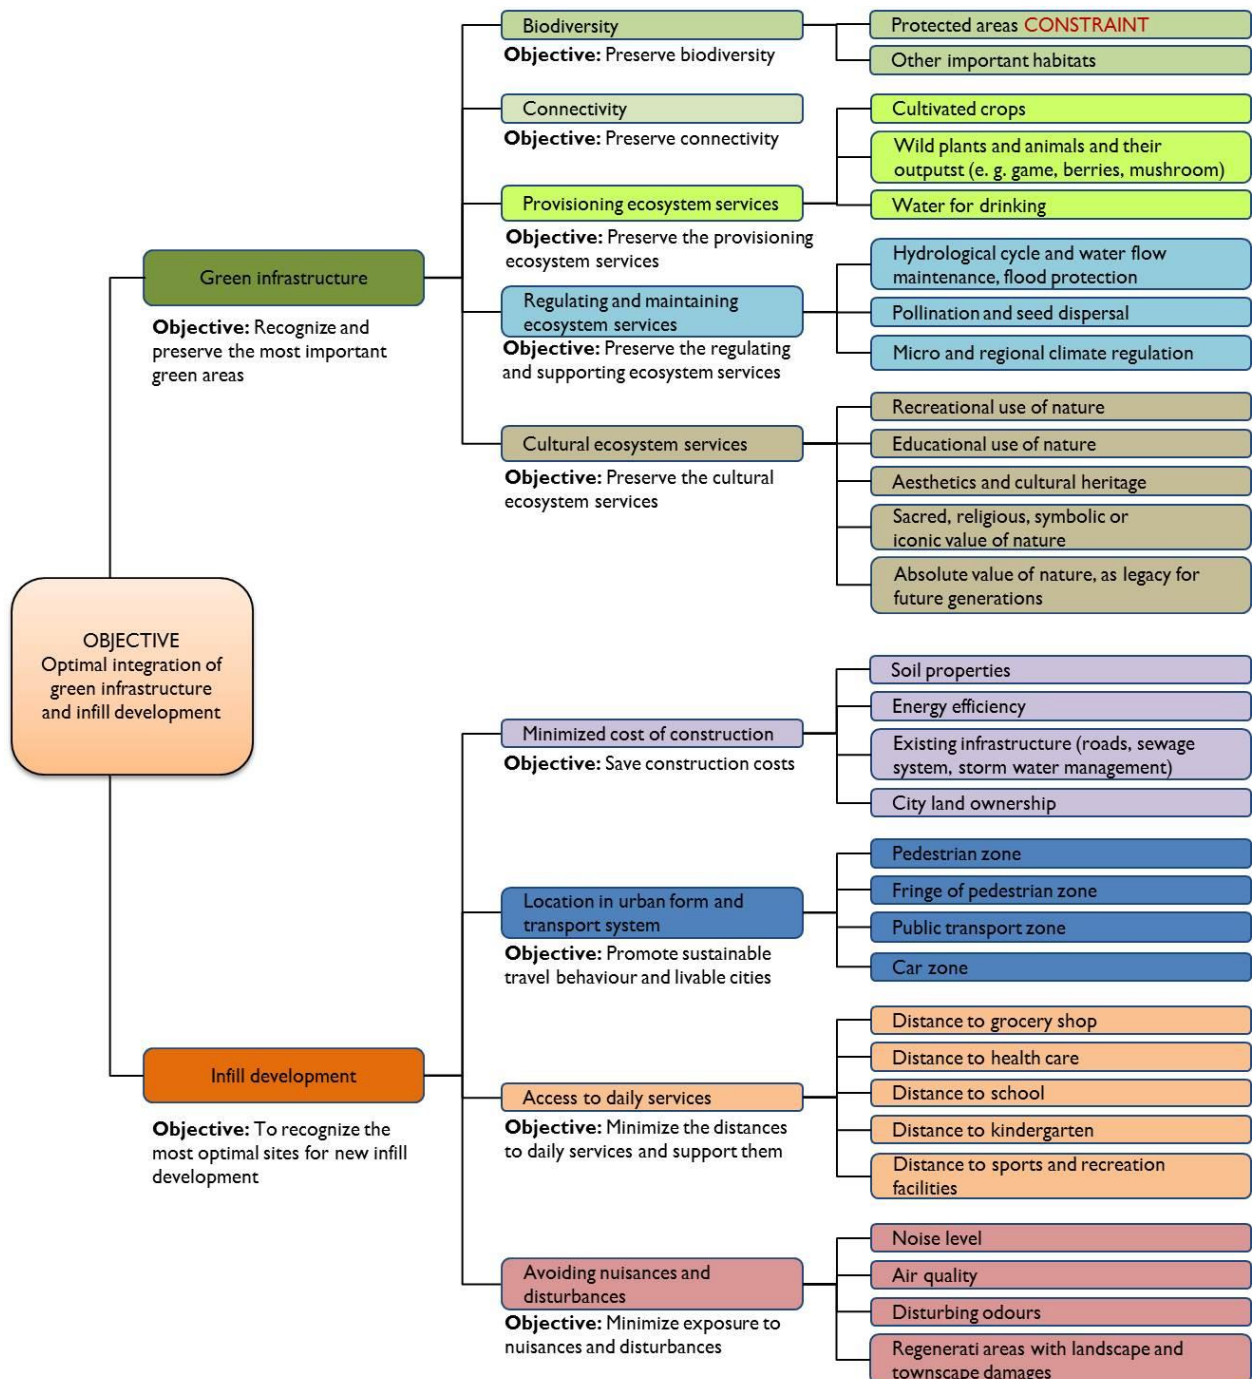 OBJECTIVE
Optimal integration of
green infrastructure
and infill development
Green infrastructure
Objective: Recognize and
preserve the most important
green areas
Biodiversity
Objective: Preserve biodiversity
Protected areas CONSTRAINT
Other important habitats
Connectivity
Objective: Preserve connectivity
Provisioning ecosystem services
Objective: Preserve the provisioning
ecosystem services
Cultivated crops
Wild plants and animals and their
outputst (e. g. game, berries, mushroom)
Water for drinking
Regulating and maintaining
ecosystem services
Objective: Preserve the regulating
and supporting ecosystem services
Hydrological cycle and water flow
maintenance, flood protection
Pollination and seed dispersal
Micro and regional climate regulation
Cultural ecosystem services
Objective: Preserve the cultural
ecosystem services
Recreational use of nature
Educational use of nature
Aesthetics and cultural heritage
Sacred, religious, symbolic or
iconic value of nature
Absolute value of nature, as legacy for
future generations
Infill development
Objective: To recognize the
most optimal sites for new infill
development
Minimized cost of construction
Objective: Save construction costs
Soil properties
Energy efficiency
Existing infrastructure (roads, sewage
system, storm water management)
City land ownership
Location in urban form and
transport system
Objective: Promote sustainable
travel behaviour and livable cities
Pedestrian zone
Fringe of pedestrian zone
Public transport zone
Car zone
Access to daily services
Objective: Minimize the distances
to daily services and support them
Distance to grocery shop
Distance to health care
Distance to school
Distance to kindergarten
Distance to sports and recreation
facilities
Avoiding nuisances and
disturbances
Objective: Minimize exposure to
nuisances and disturbances
Noise level
Air quality
Disturbing odours
Regenerati areas with landscape and
townscape damages